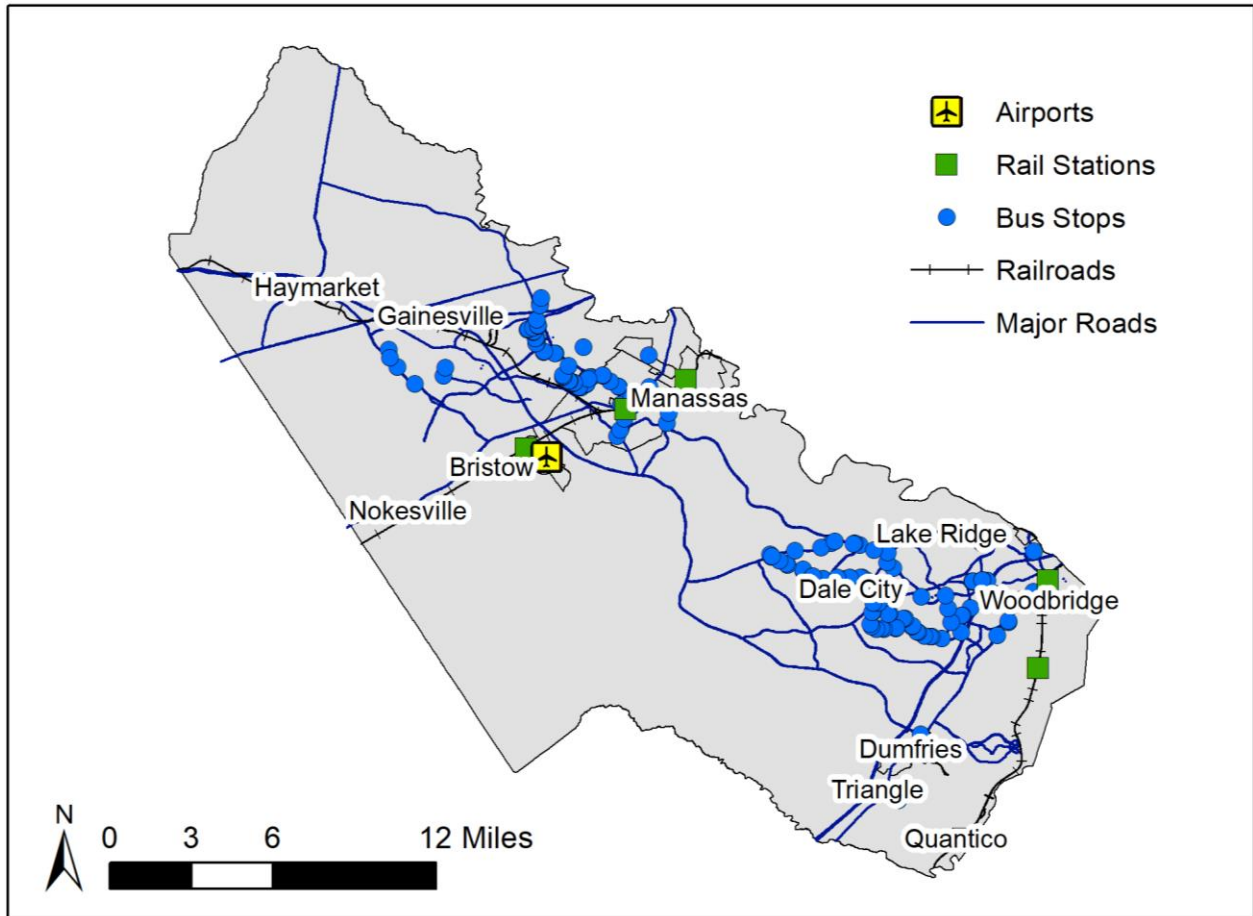 Airports
Rail Stations
Bus Stops
Railroads
Major Roads
Haymarket
Gainesville
Manassas
Bristow
Nokesville
Lake Ridge
Dale City
Woodbridge
Dumfries
Triangle
Quantico
N
0 3 6 12 Miles